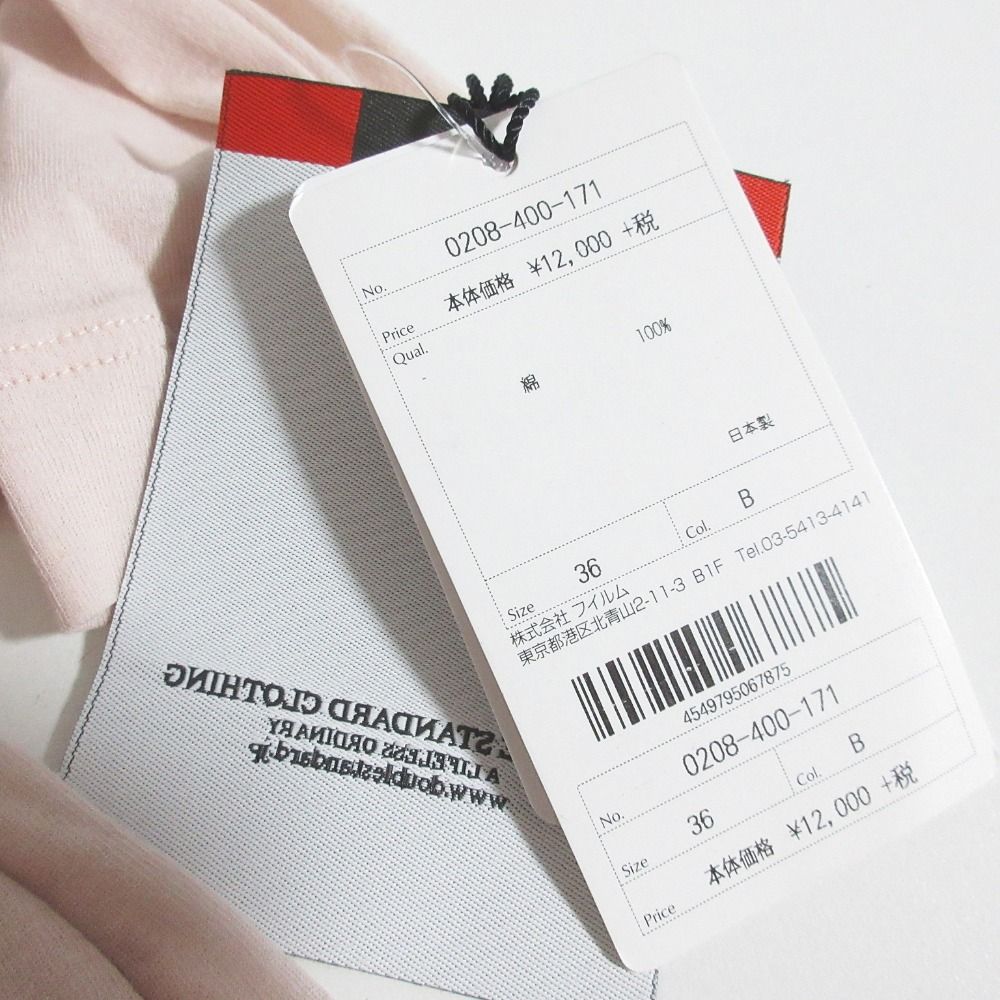 No. 0208-400-171
Price 本体価格 ¥12,000 +税
Qual.
綿 100%
日本製
Size 36 Col. B
株式会社 フイルム
東京都港区北青山2-11-3 B1F Tel.03-5413-4141
4549795067875
No. 0208-400-171
Size 36 Col. B
Price 本体価格 ¥12,000 +税
STANDARD CLOTHING
A LIFELESS ORDINARY
www.doublestandard.jp